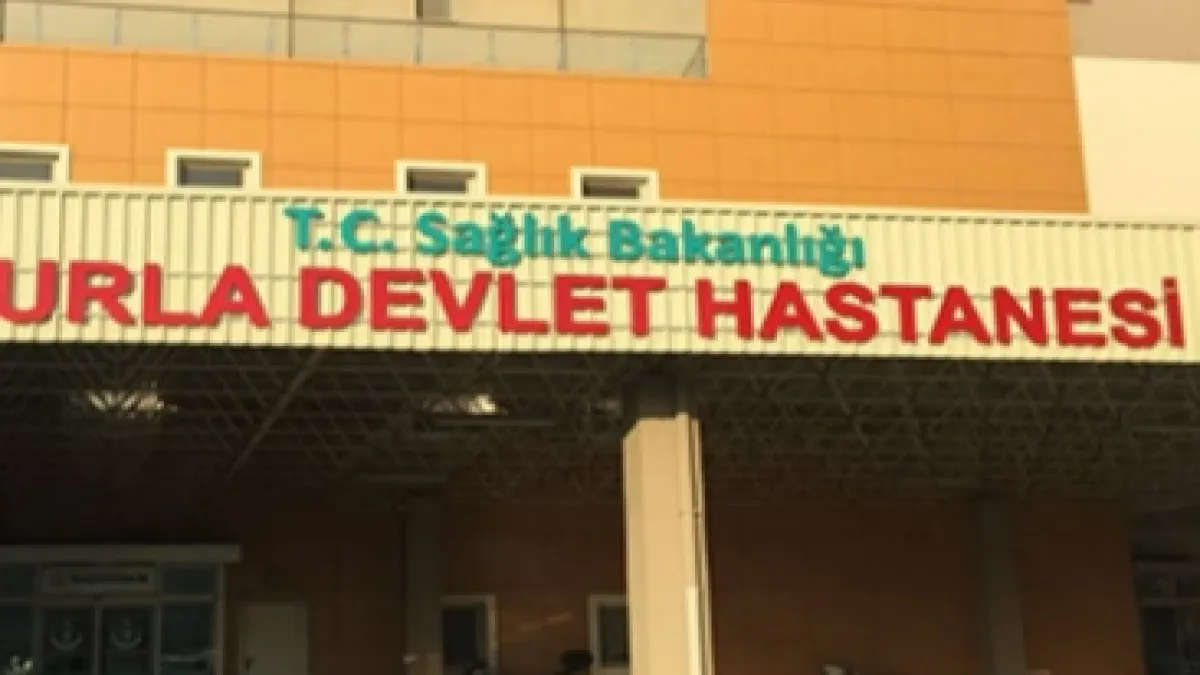 T.C. Sağlık Bakanlığı
URLA DEVLET HASTANESİ